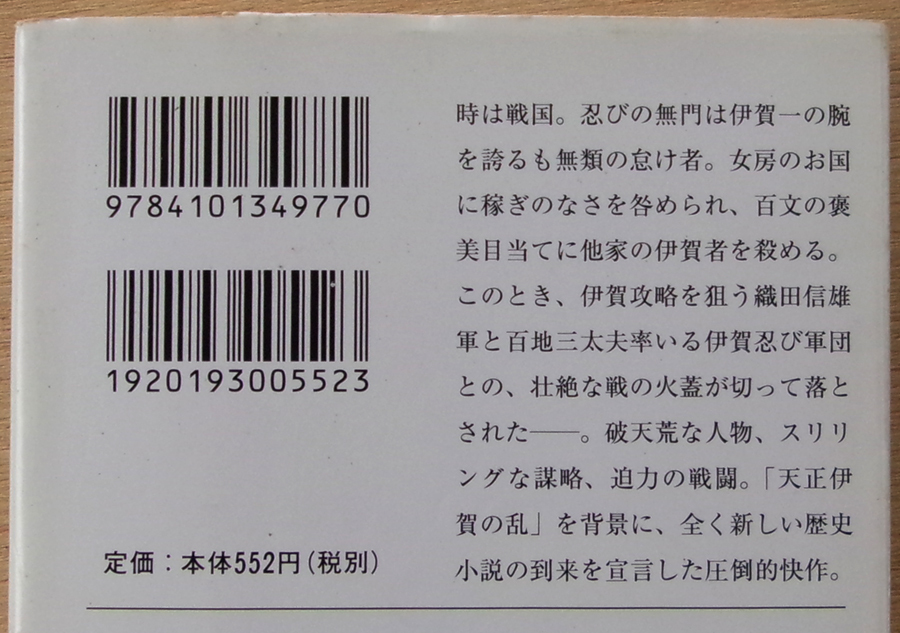 9784101349770
1920193005523
定価：本体552円(税別)
時は戦国。忍びの無門は伊賀一の腕
を誇るも無類の怠け者。女房のお国
に稼ぎのなさを咎められ、百文の褒
美目当てに他家の伊賀者を殺める。
このとき、伊賀攻略を狙う織田信雄
軍と百地三太夫率いる伊賀忍び軍団
との、壮絶な戦の火蓋が切って落と
された――。破天荒な人物、スリリ
ングな謀略、迫力の戦闘。「天正伊
賀の乱」を背景に、全く新しい歴史
小説の到来を宣言した圧倒的快作。